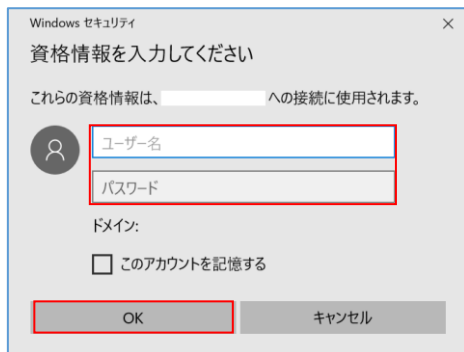 Windows セキュリティ
資格情報を入力してください
これらの資格情報は、 への接続に使用されます。
ユーザー名
パスワード
ドメイン:
このアカウントを記憶する
OK キャンセル